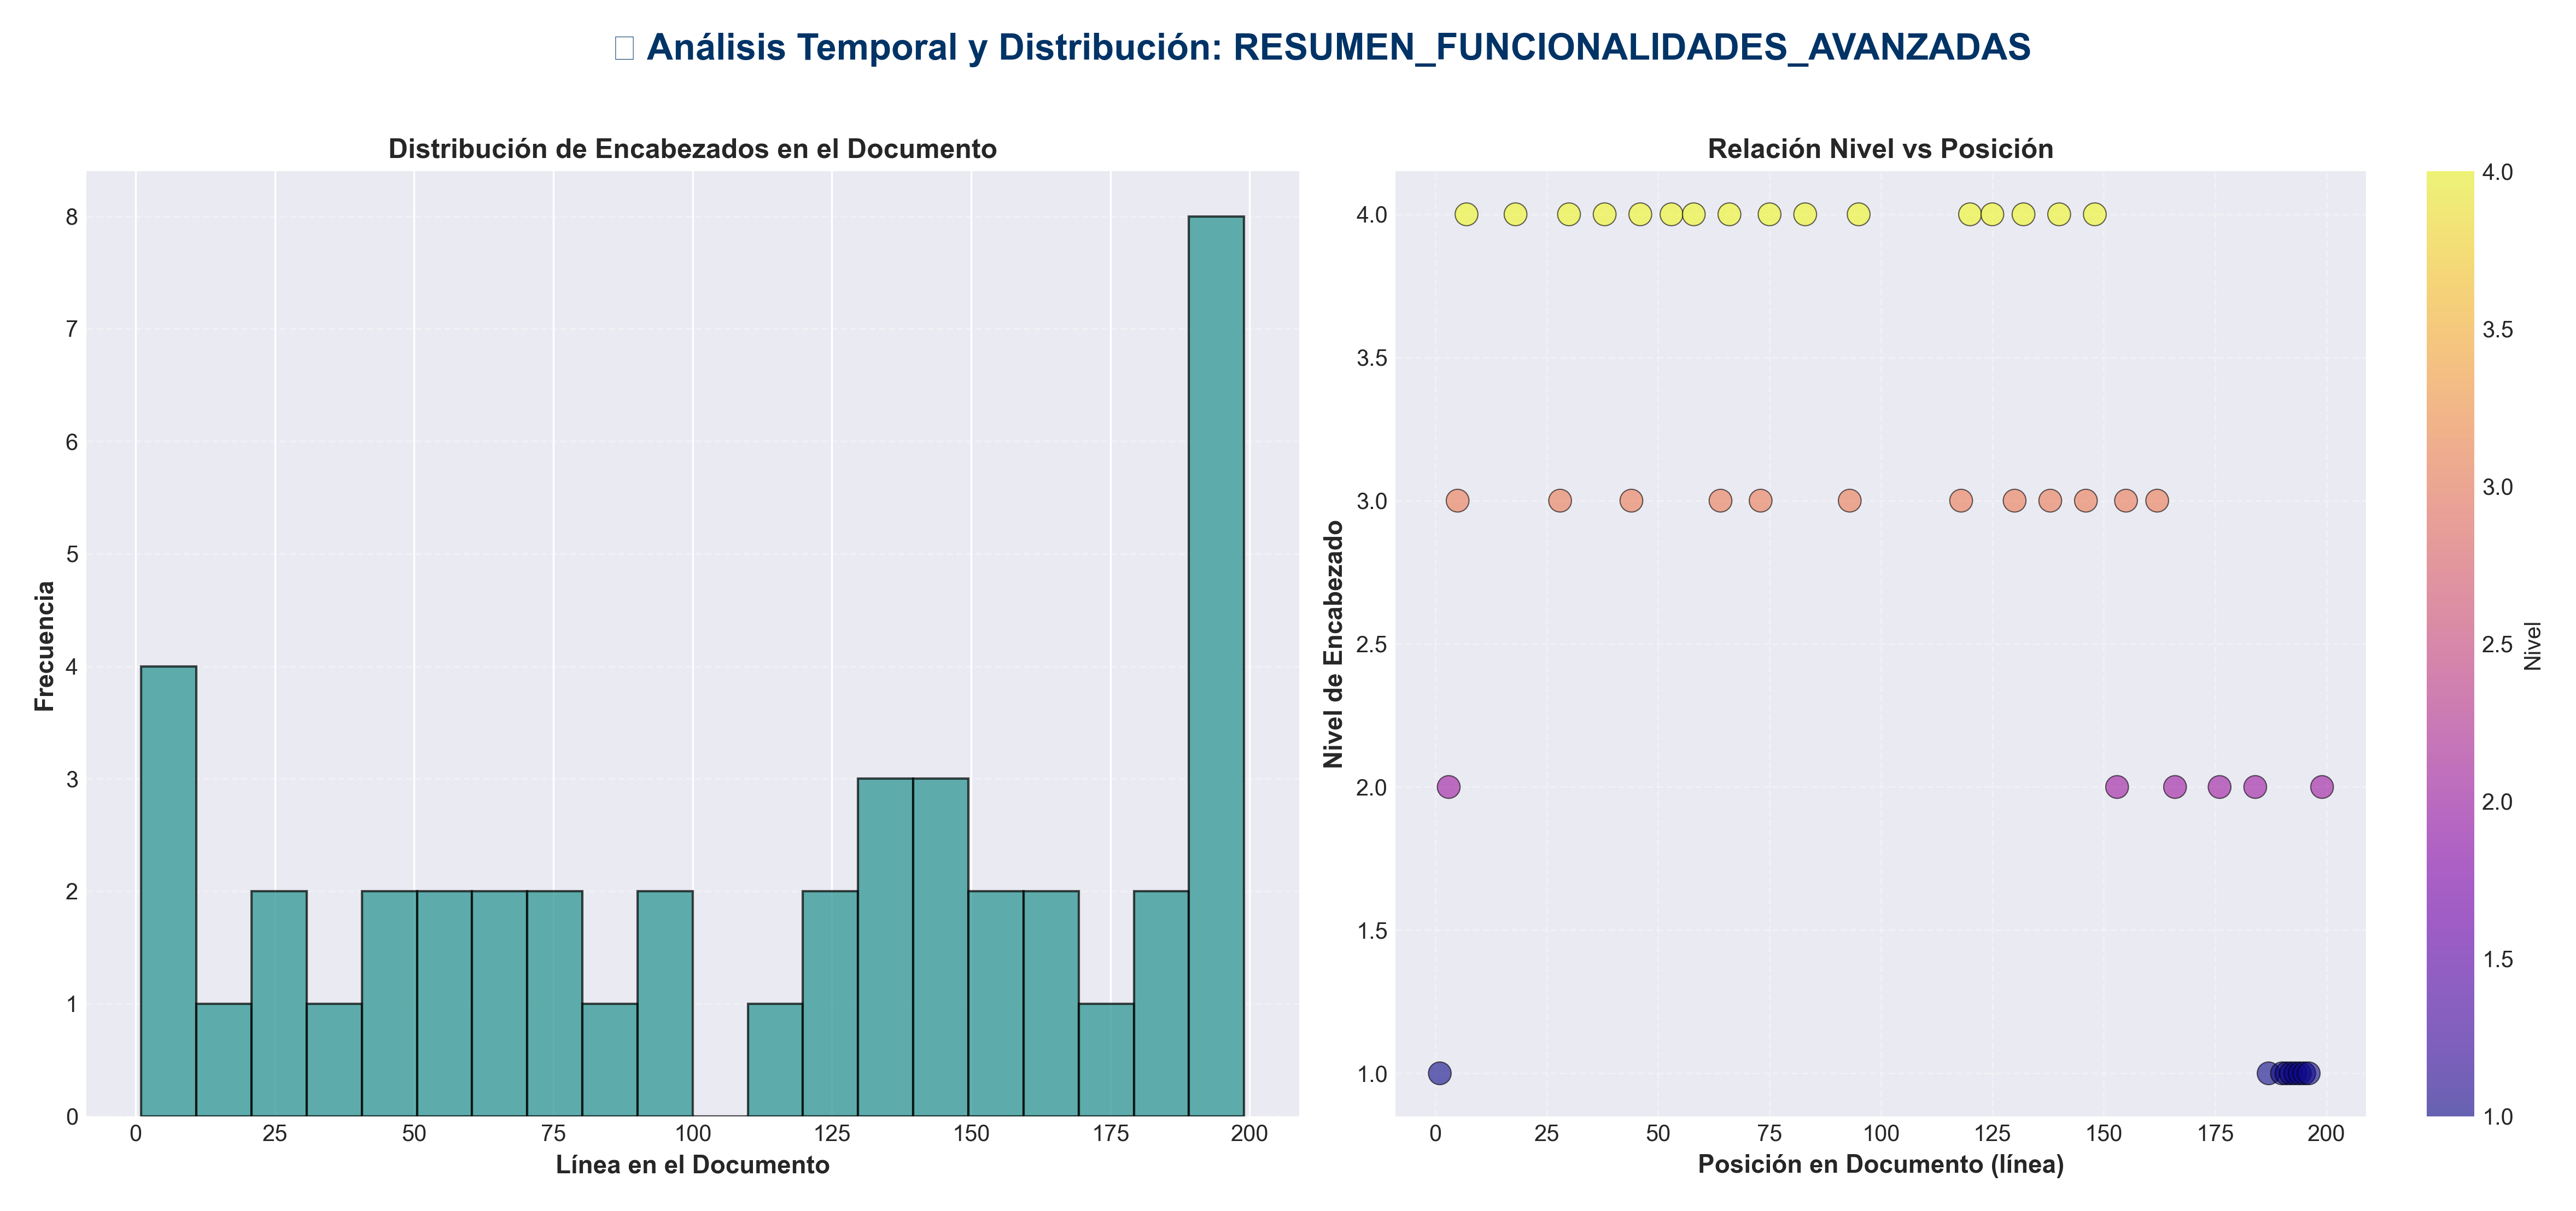 Análisis Temporal y Distribución: RESUMEN_FUNCIONALIDADES_AVANZADAS
Distribución de Encabezados en el Documento
Frecuencia
8
7
6
5
4
3
2
1
0
0 25 50 75 100 125 150 175 200
Línea en el Documento
Relación Nivel vs Posición
Nivel de Encabezado
4.0
3.5
3.0
2.5
2.0
1.5
1.0
0 25 50 75 100 125 150 175 200
Posición en Documento (línea)
4.0
3.5
3.0
2.5
2.0
1.5
1.0
Nivel